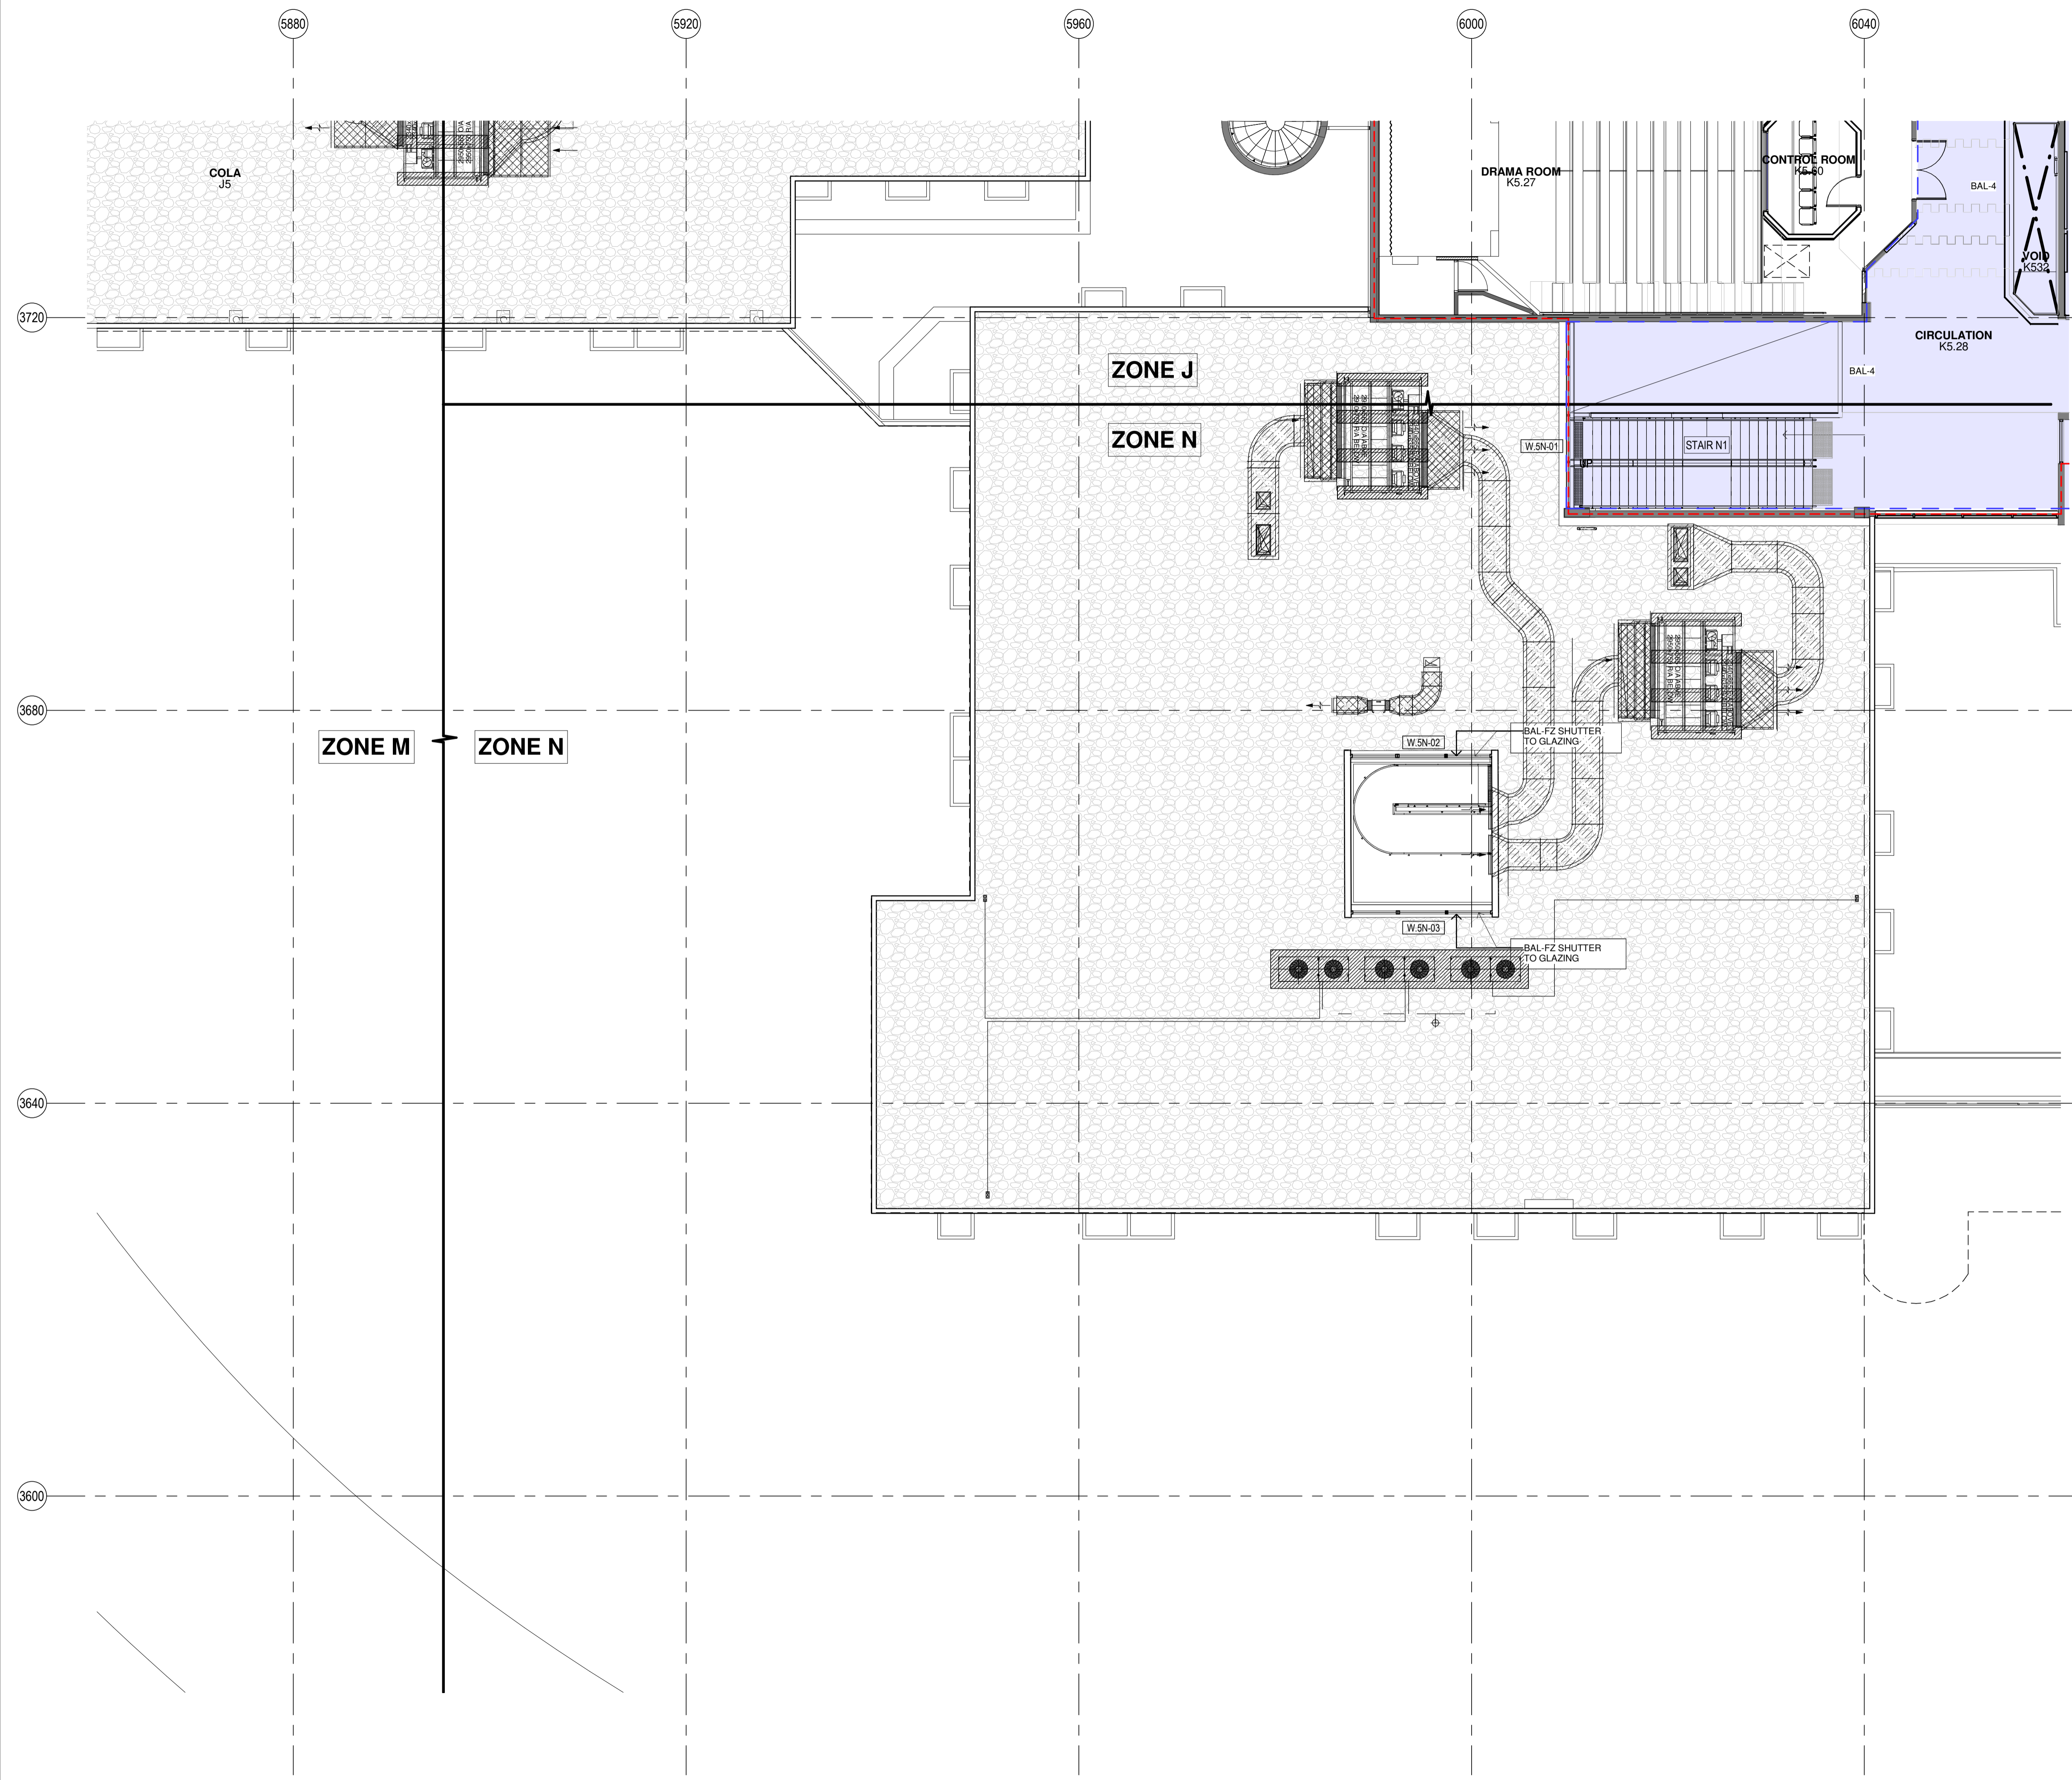 5880
5920
5960
6000
6040
COLA
J5
DRAMA ROOM
K5.27
CONTROL ROOM
K5.60
BAL-4
VOID
K532
3720
CIRCULATION
K5.28
ZONE J
BAL-4
ZONE N
W.5N-01
STAIR N1
3680
ZONE M
ZONE N
W.5N-02
BAL-FZ SHUTTER
TO GLAZING
W.5N-03
BAL-FZ SHUTTER
TO GLAZING
3640
3600